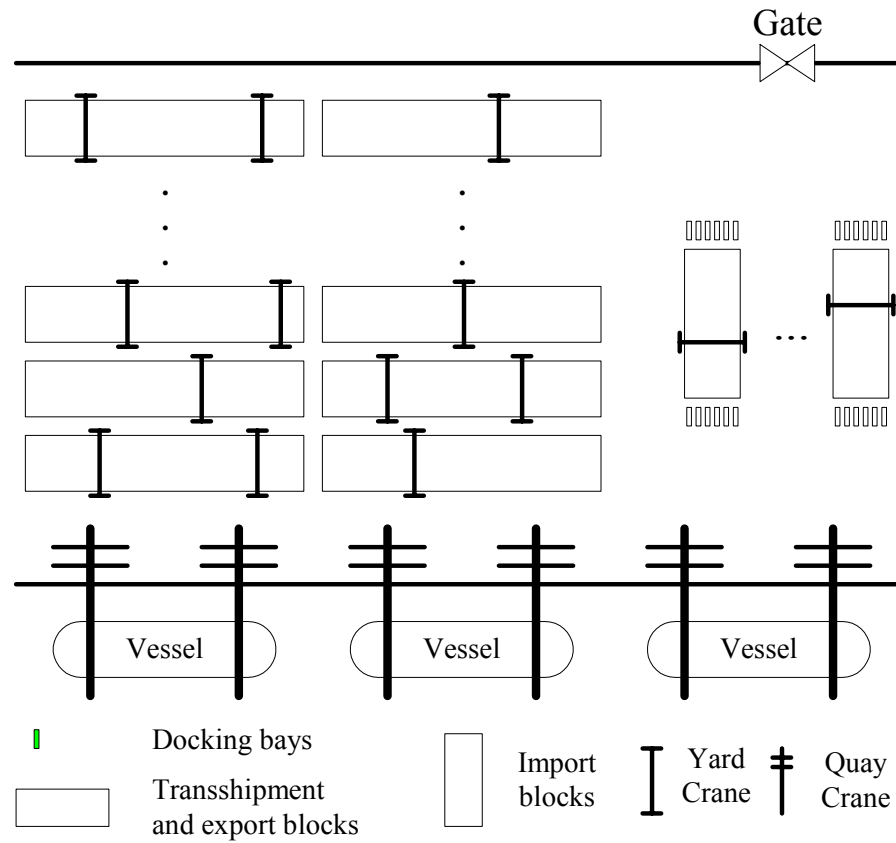 Gate
Vessel
Vessel
Vessel
Docking bays
Transshipment
and export blocks
Import
blocks
Yard
Crane
Quay
Crane